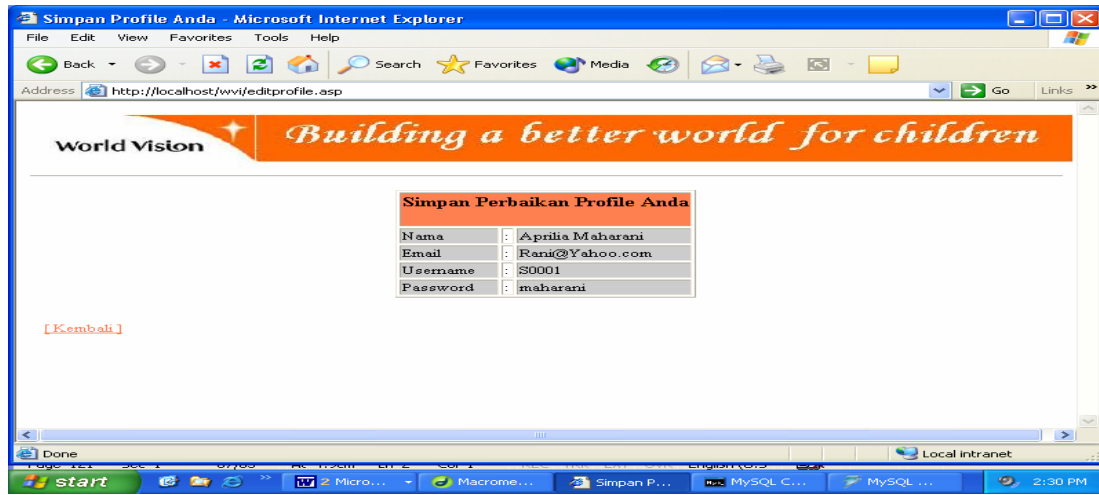 Simpan Profile Anda - Microsoft Internet Explorer
File Edit View Favorites Tools Help
Back Search Favorites Media
Address http://localhost/wvi/editprofile.asp Go Links »
World Vision Building a better world for children
Simpan Perbaikan Profile Anda
Nama : Aprilia Maharani
Email : Rani@Yahoo.com
Username : S0001
Password : maharani
[ Kembali ]
Done Local intranet
start » 2 Micro... Macrome... Simpan P... MySQL C... MySQL ... 2:30 PM